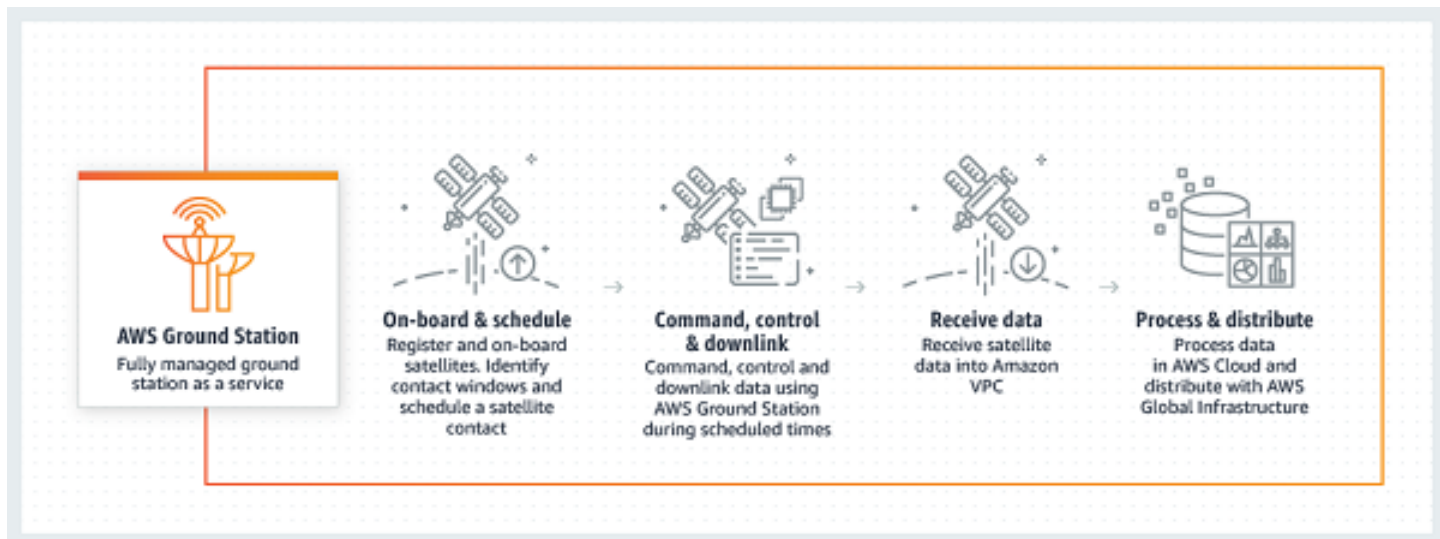 AWS Ground Station
Fully managed ground
station as a service
On-board & schedule
Register and on-board
satellites. Identify
contact windows and
schedule a satellite
contact
Command, control
& downlink
Command, control and
downlink data using
AWS Ground Station
during scheduled times
Receive data
Receive satellite
data into Amazon
VPC
Process & distribute
Process data
in AWS Cloud and
distribute with AWS
Global Infrastructure